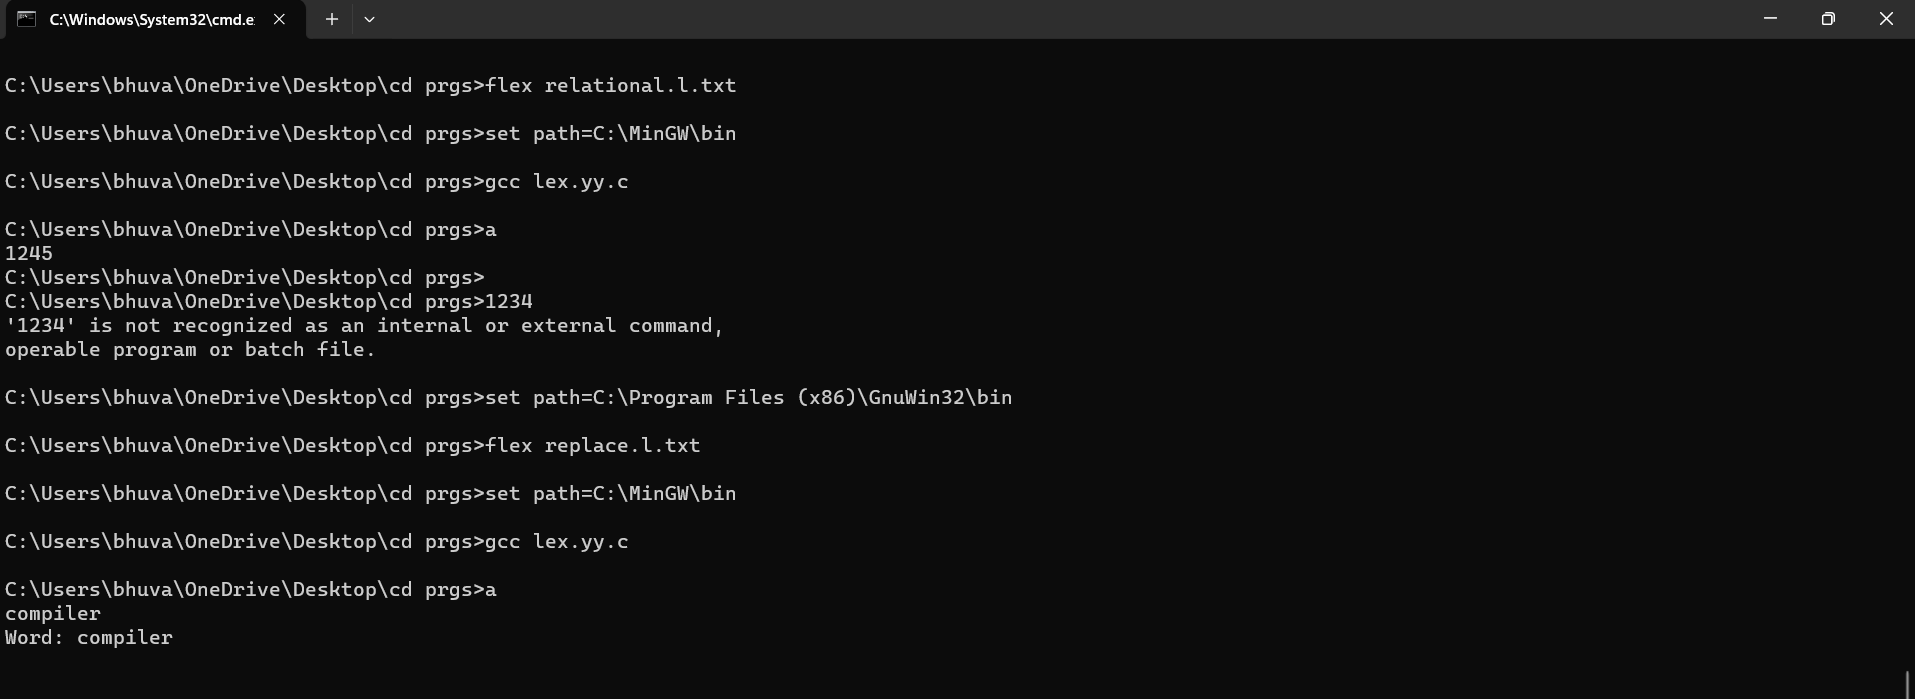 C:\Windows\System32\cmd.e
C:\Users\bhuva\OneDrive\Desktop\cd prgs>flex relational.l.txt
C:\Users\bhuva\OneDrive\Desktop\cd prgs>set path=C:\MinGW\bin
C:\Users\bhuva\OneDrive\Desktop\cd prgs>gcc lex.yy.c
C:\Users\bhuva\OneDrive\Desktop\cd prgs>a
1245
C:\Users\bhuva\OneDrive\Desktop\cd prgs>
C:\Users\bhuva\OneDrive\Desktop\cd prgs>1234
'1234' is not recognized as an internal or external command,
operable program or batch file.
C:\Users\bhuva\OneDrive\Desktop\cd prgs>set path=C:\Program Files (x86)\GnuWin32\bin
C:\Users\bhuva\OneDrive\Desktop\cd prgs>flex replace.l.txt
C:\Users\bhuva\OneDrive\Desktop\cd prgs>set path=C:\MinGW\bin
C:\Users\bhuva\OneDrive\Desktop\cd prgs>gcc lex.yy.c
C:\Users\bhuva\OneDrive\Desktop\cd prgs>a
compiler
Word: compiler